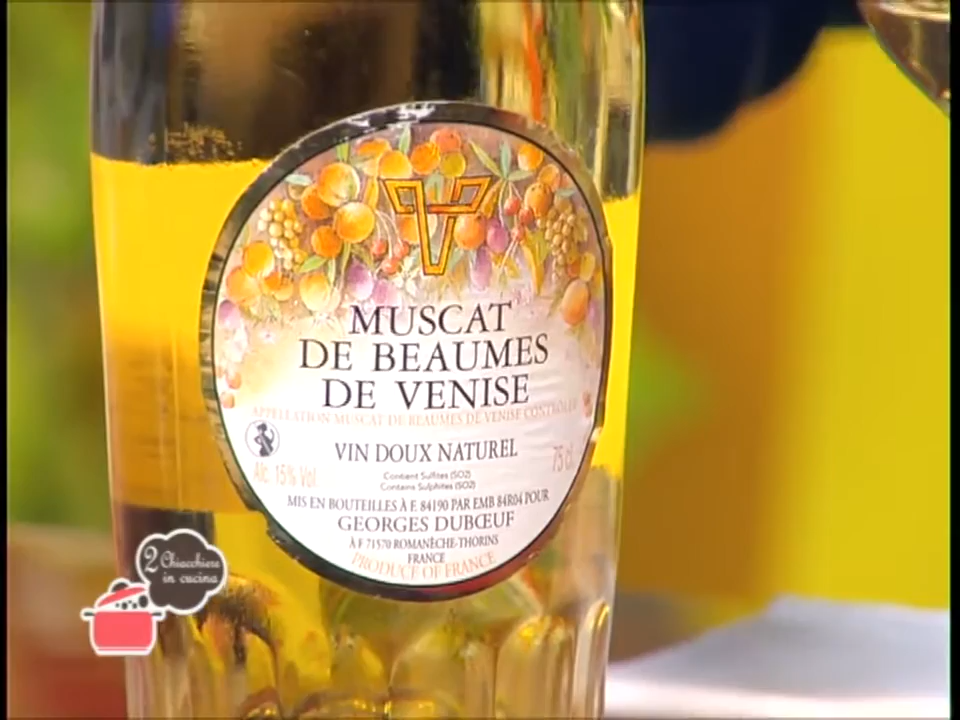 MUSCAT
DE BEAUMES
DE VENISE
APPELLATION MUSCAT DE BEAUMES DE VENISE CONTROLÉE
VIN DOUX NATUREL
Alc. 15% Vol.
75 cl
Contient Sulfites (SO2)
Contains Sulphites (SO2)
MIS EN BOUTEILLES À F. 84190 PAR EMB 84R04 POUR
GEORGES DUBŒUF
À F 71570 ROMANÈCHE-THORINS
FRANCE
PRODUCT OF FRANCE
2 Chiacchiere
in cucina